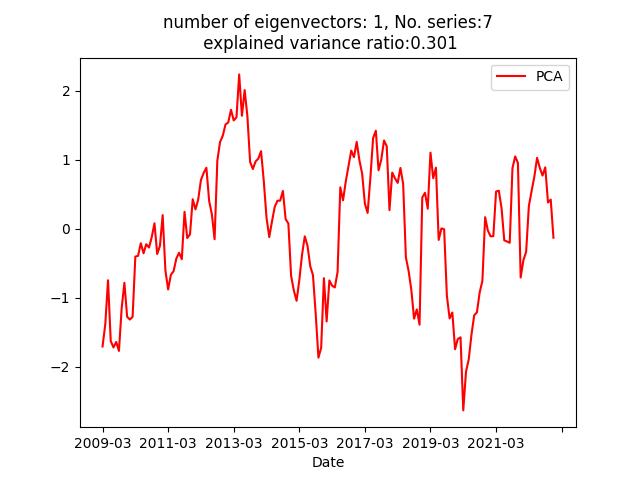 number of eigenvectors: 1, No. series:7
explained variance ratio:0.301
PCA
2
1
0
−1
−2
2009-03 2011-03 2013-03 2015-03 2017-03 2019-03 2021-03
Date